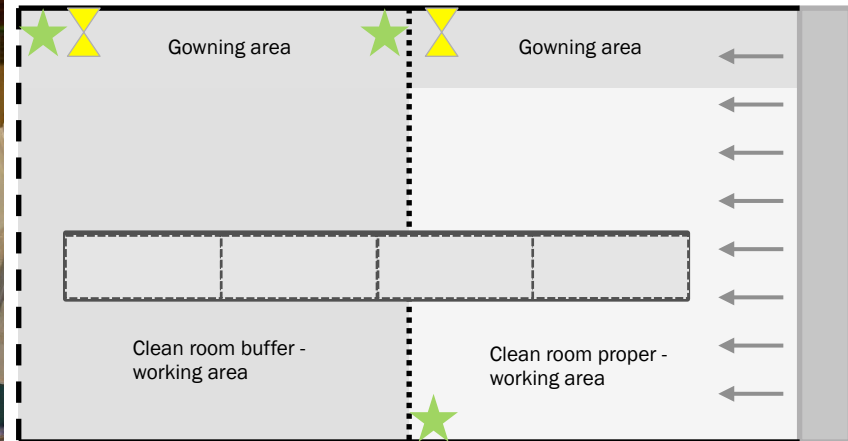 Gowning area
Gowning area
Clean room buffer -
working area
Clean room proper -
working area